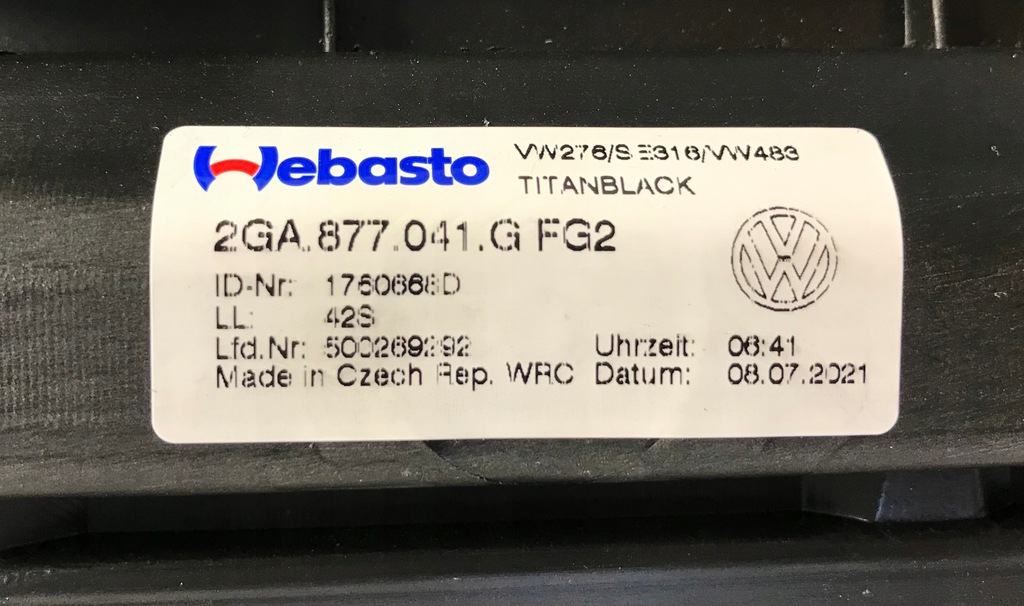 Webasto
VW276/SE316/VW483
TITANBLACK
2GA.877.041.G FG2
ID-Nr: 1760668D
LL: 42S
Lfd.Nr: 500269292 Uhrzeit: 06:41
Made in Czech Rep. WRC Datum: 08.07.2021